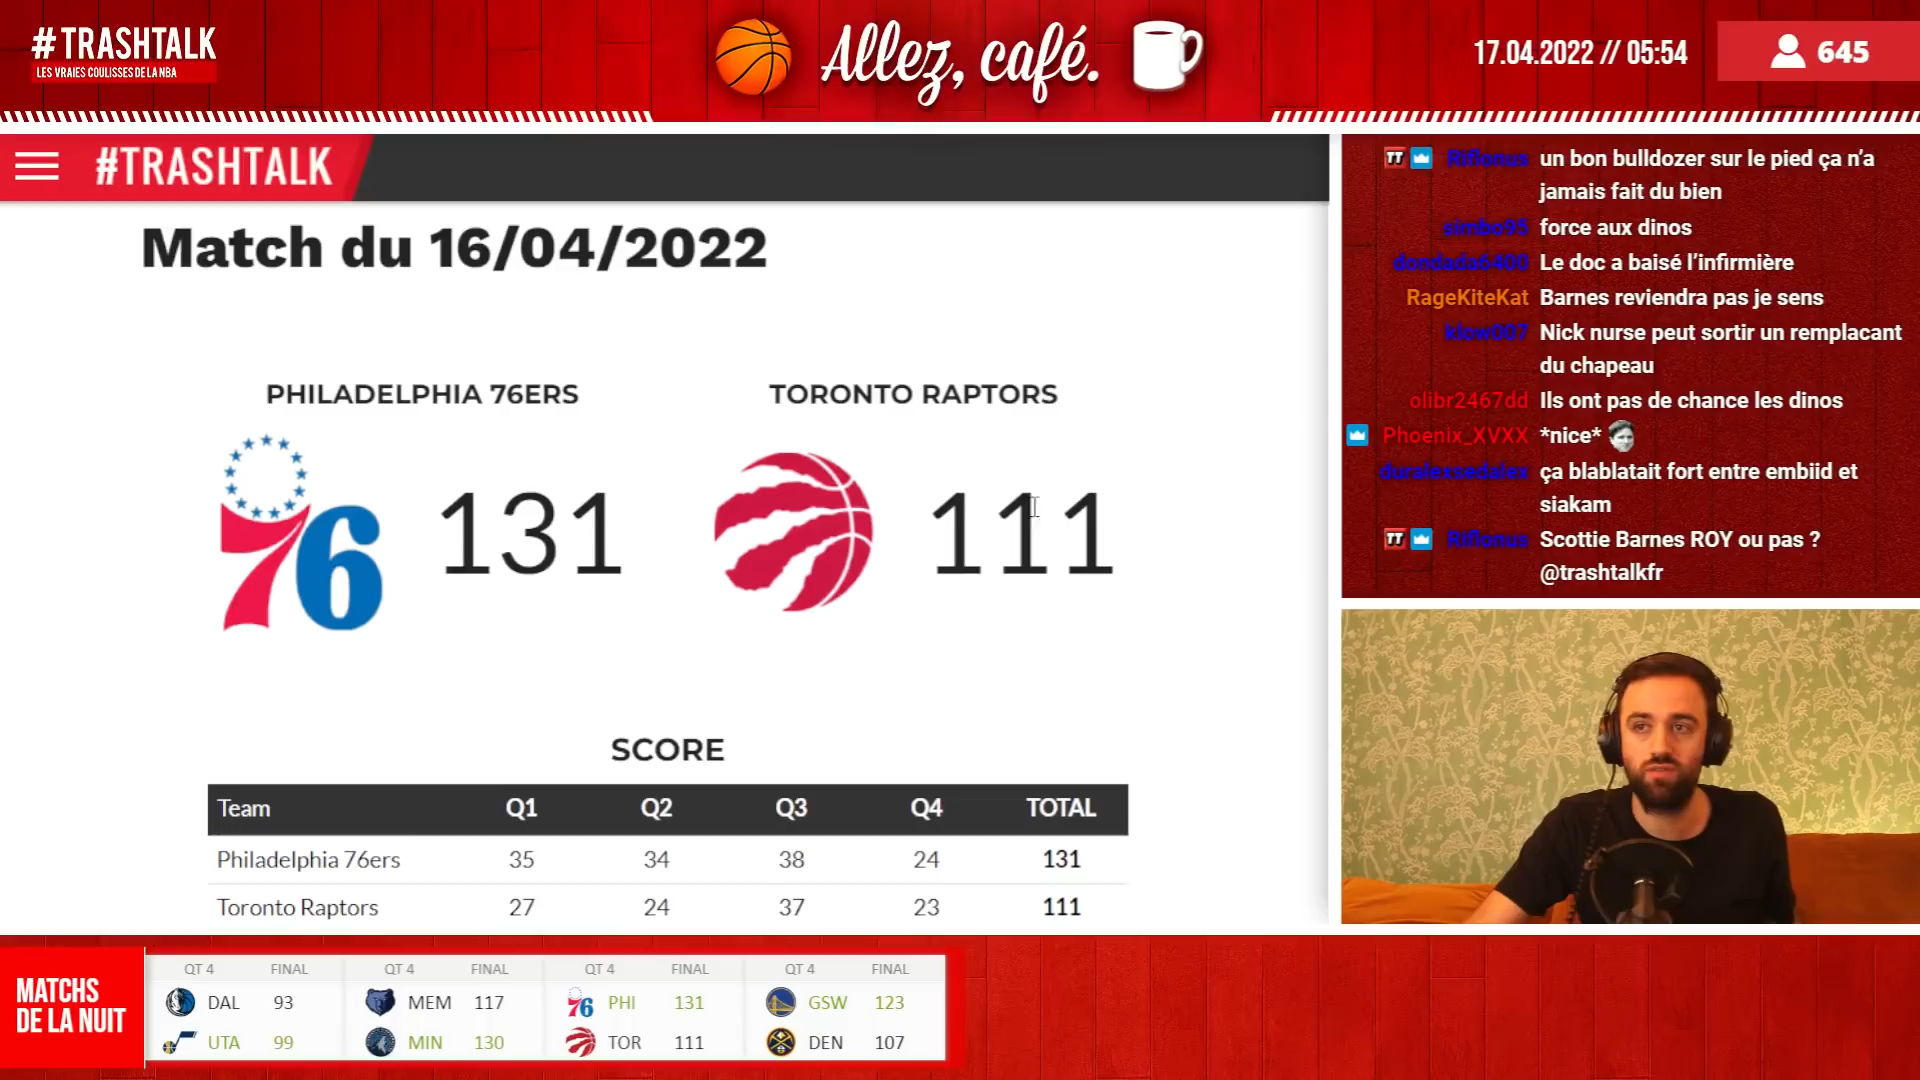 #TRASHTALK
LES VRAIES COULISSES DE LA NBA
Allez, café.
17.04.2022 // 05:54
645
#TRASHTALK
Match du 16/04/2022
PHILADELPHIA 76ERS
TORONTO RAPTORS
76
131
111
SCORE
Team Q1 Q2 Q3 Q4 TOTAL
Philadelphia 76ers 35 34 38 24 131
Toronto Raptors 27 24 37 23 111
TT Riflonus un bon bulldozer sur le pied ça n’a
jamais fait du bien
simbo95 force aux dinos
dondada6400 Le doc a baisé l’infirmière
RageKiteKat Barnes reviendra pas je sens
klow007 Nick nurse peut sortir un remplacant
du chapeau
olibr2467dd Ils ont pas de chance les dinos
Phoenix_XVXX *nice*
duralexsedalex ça blablatait fort entre embiid et
siakam
TT Riflonus Scottie Barnes ROY ou pas ?
@trashtalkfr
MATCHS
DE LA NUIT
QT 4 FINAL
DAL 93
UTA 99
QT 4 FINAL
MEM 117
MIN 130
QT 4 FINAL
76 PHI 131
TOR 111
QT 4 FINAL
GSW 123
DEN 107